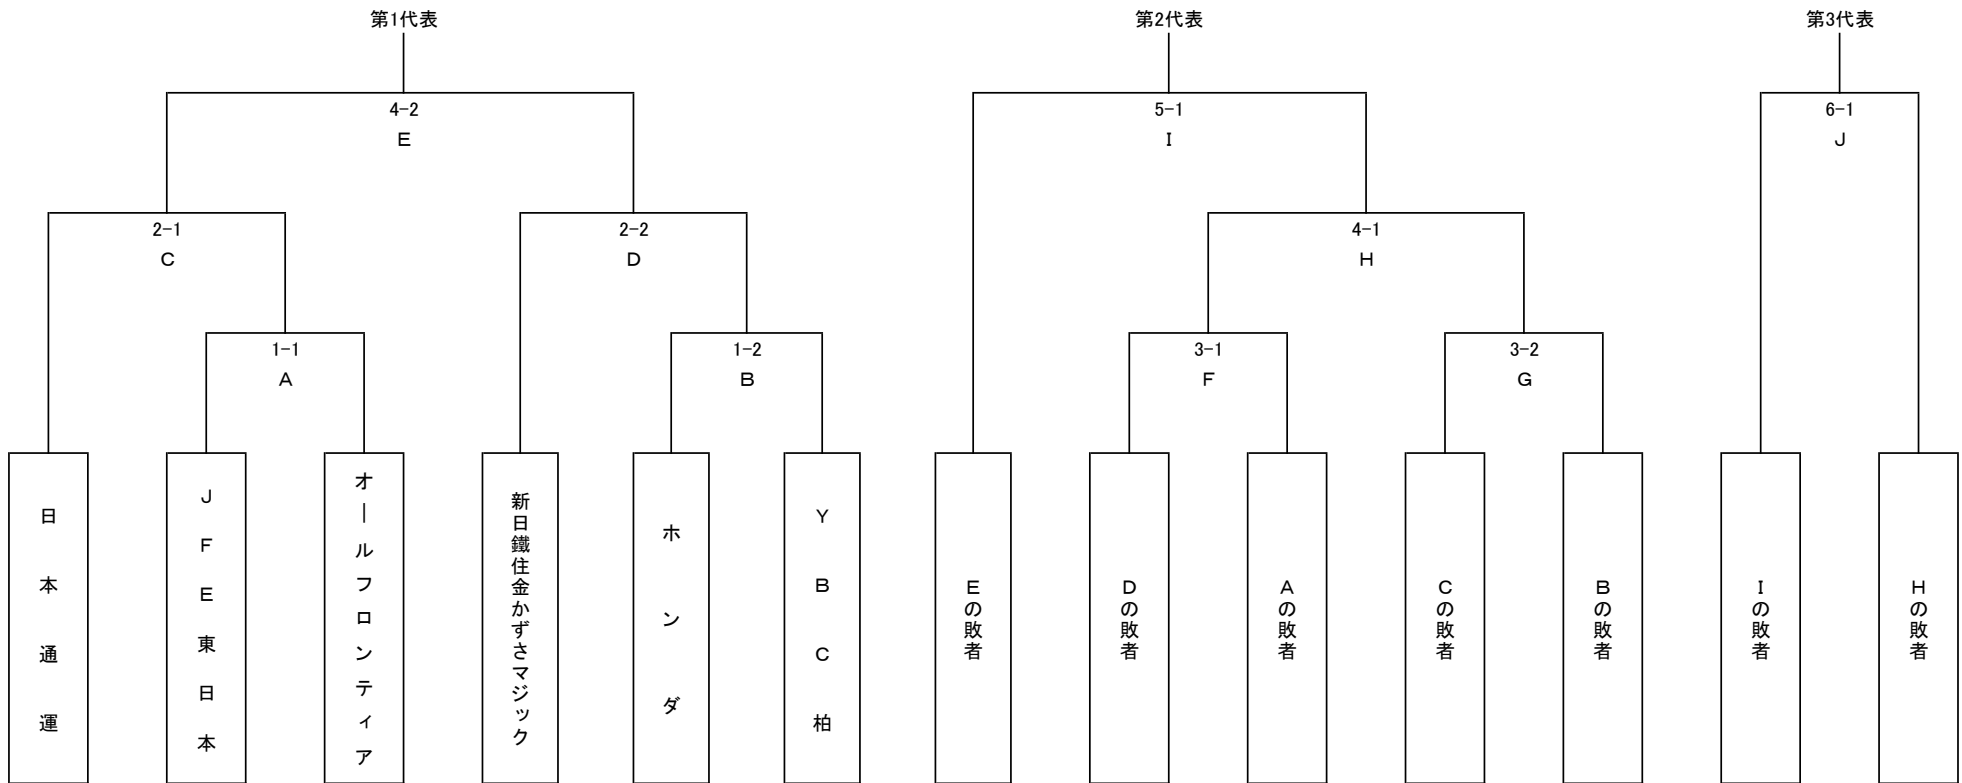 第1代表
第2代表
第3代表
4-2
E
5-1
I
6-1
J
2-1
C
2-2
D
4-1
H
1-1
A
1-2
B
3-1
F
3-2
G
日本通運
JFE東日本
オールフロンティア
新日鐵住金かずさマジック
ホンダ
YBC柏
Eの敗者
Dの敗者
Aの敗者
Cの敗者
Bの敗者
Iの敗者
Hの敗者